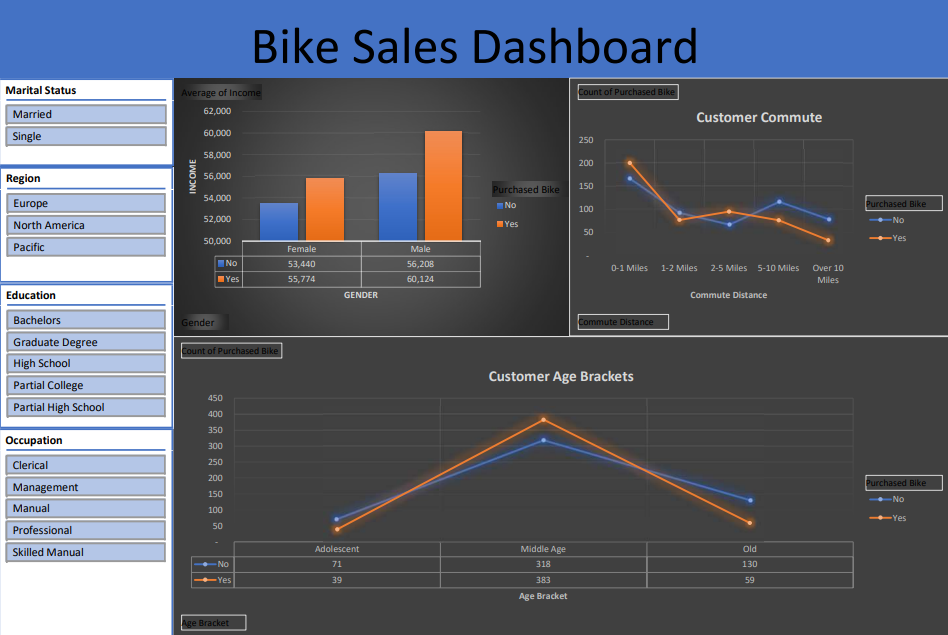 Bike Sales Dashboard
Marital Status
Married
Single
Region
Europe
North America
Pacific
Education
Bachelors
Graduate Degree
High School
Partial College
Partial High School
Occupation
Clerical
Management
Manual
Professional
Skilled Manual
Average of Income
62,000
60,000
58,000
56,000
54,000
52,000
50,000
INCOME
Female Male
No 53,440 56,208
Yes 55,774 60,124
GENDER
Purchased Bike
No
Yes
Gender
Count of Purchased Bike
Customer Commute
250
200
150
100
50
-
0-1 Miles 1-2 Miles 2-5 Miles 5-10 Miles Over 10
Miles
Commute Distance
Purchased Bike
No
Yes
Commute Distance
Count of Purchased Bike
Customer Age Brackets
450
400
350
300
250
200
150
100
50
-
Adolescent Middle Age Old
No 71 318 130
Yes 39 383 59
Age Bracket
Purchased Bike
No
Yes
Age Bracket